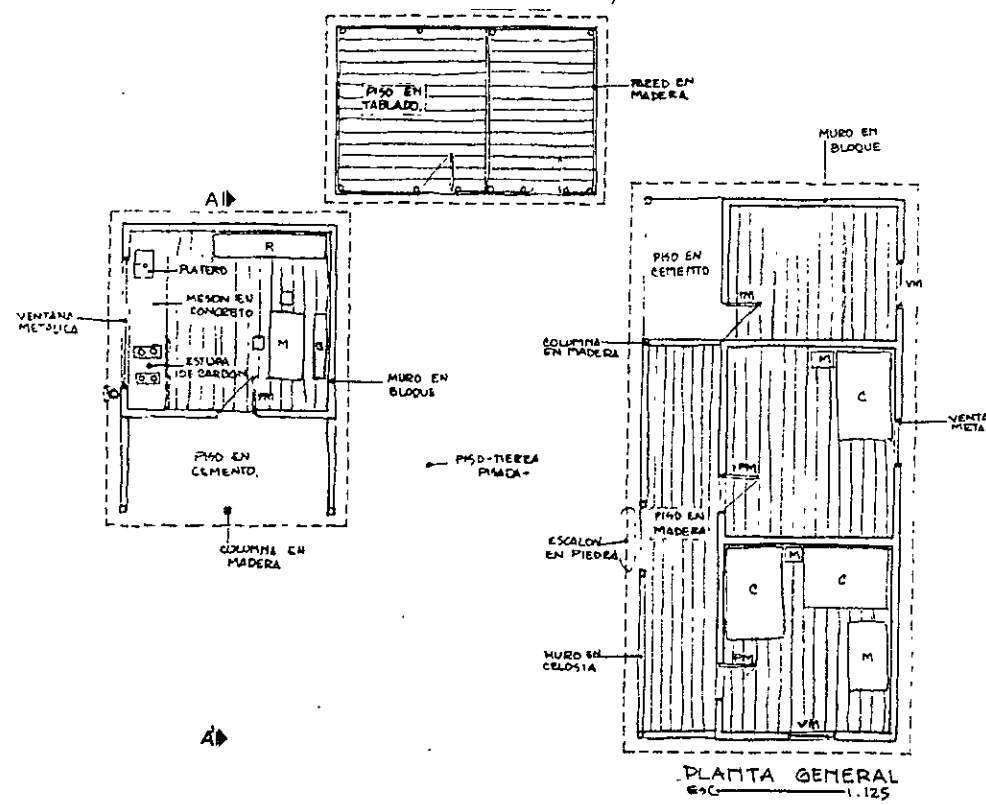 PISO EN
TABLADO.
PARED EN
MADERA.
MURO EN
BLOQUE
A
R
PLATERO
MESON EN
CONCRETO
VENTANA
METALICA
ESTUFA
DE CARBON
M
PM
MURO EN
BLOQUE
PISO EN
CEMENTO.
COLUMNA EN
MADERA
PISO-TIERRA
PISADA-
PISO EN
CEMENTO
PM
VM
COLUMNA
EN MADERA
M
C
VENTA
META
PM
PISO EN
MADERA
ESCALON
EN PIEDRA
M
C
C
MURO EN
CELOSIA
PM
M
VM
A'
PLANTA GENERAL
ESC 1.125